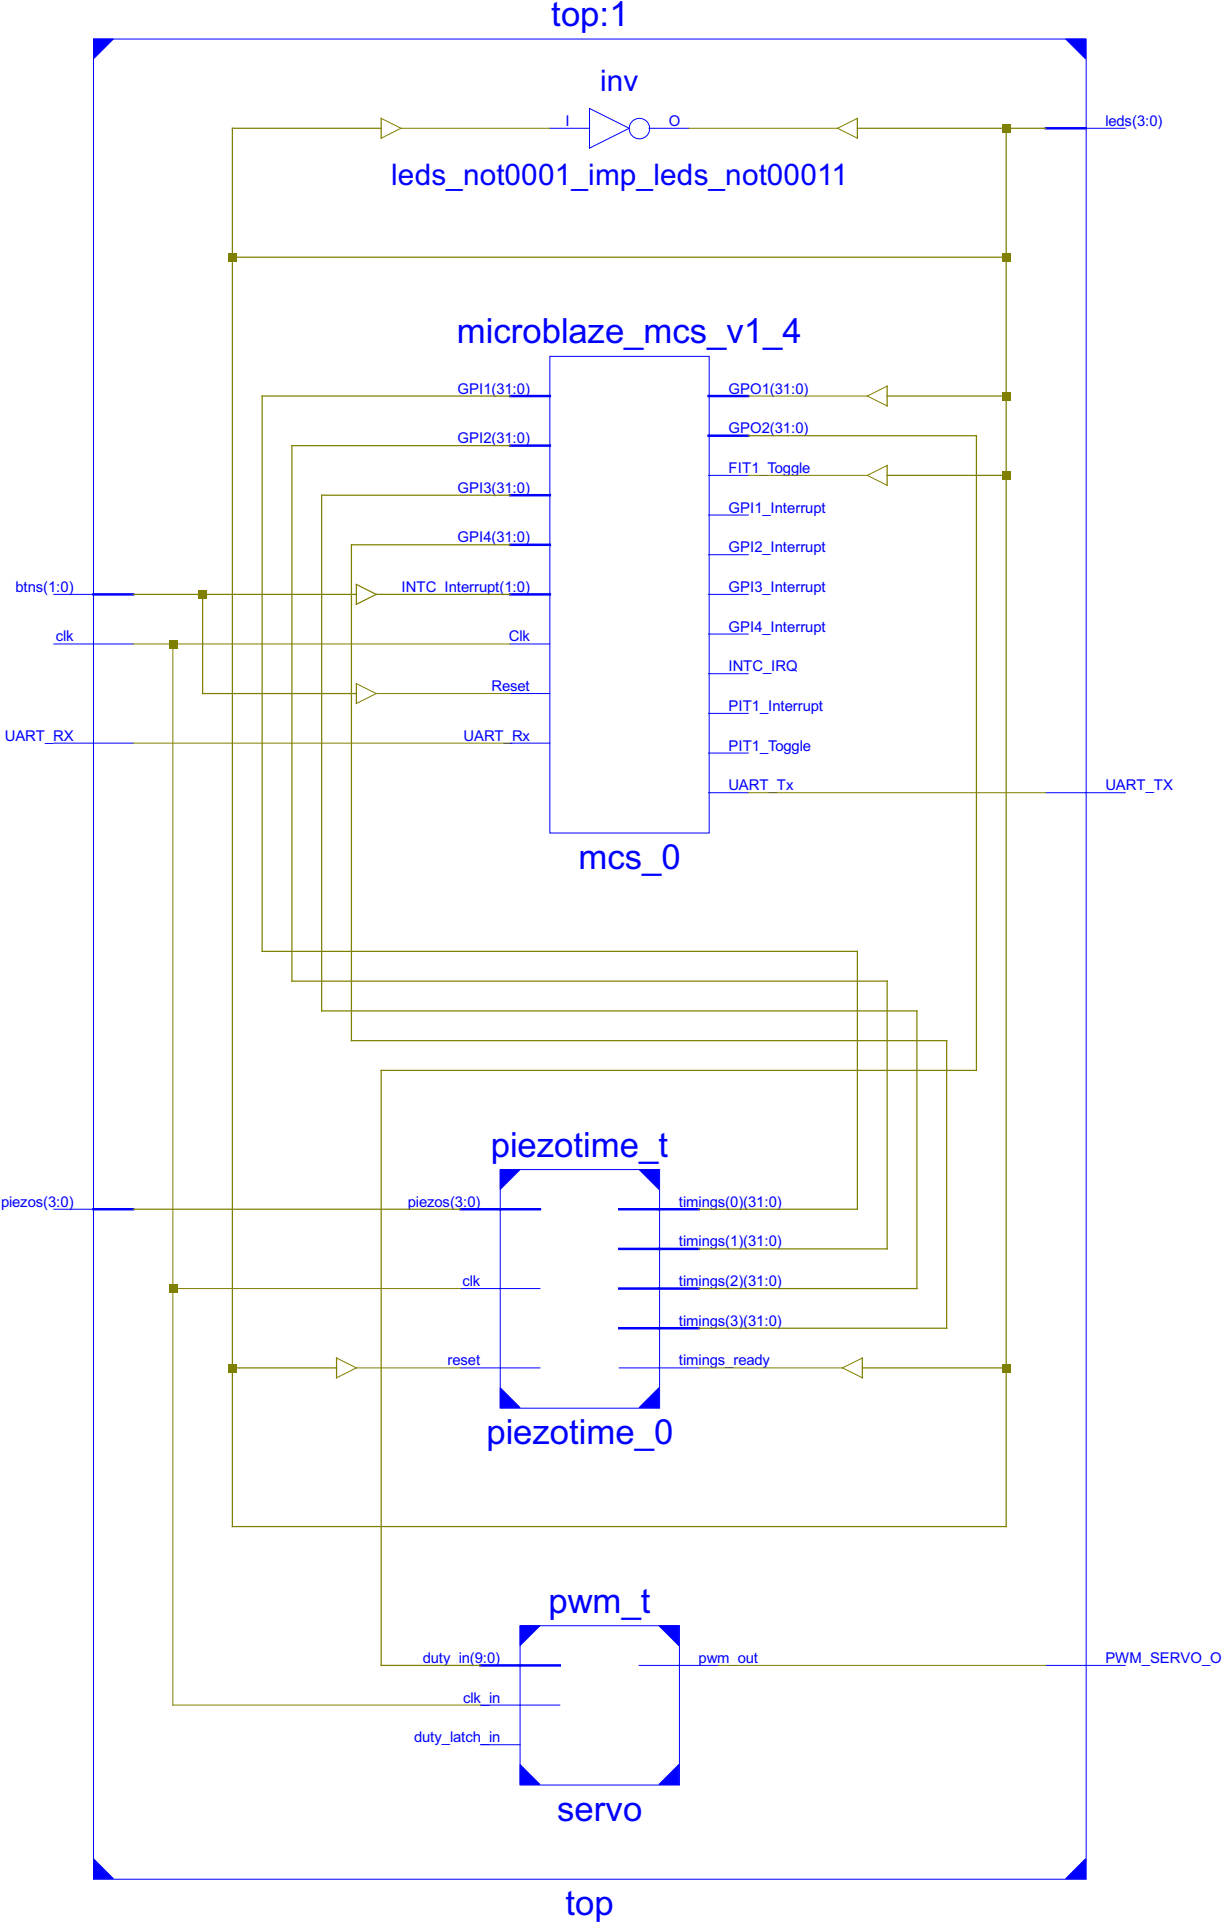 top:1
inv
I
O
leds(3:0)
leds_not0001_imp_leds_not00011
microblaze_mcs_v1_4
GPI1(31:0)
GPO1(31:0)
GPI2(31:0)
GPO2(31:0)
FIT1_Toggle
GPI3(31:0)
GPI1_Interrupt
GPI4(31:0)
GPI2_Interrupt
btns(1:0)
INTC_Interrupt(1:0)
GPI3_Interrupt
clk
Clk
GPI4_Interrupt
INTC_IRQ
Reset
PIT1_Interrupt
UART_RX
UART_Rx
PIT1_Toggle
UART_Tx
UART_TX
mcs_0
piezotime_t
piezos(3:0)
piezos(3:0)
timings(0)(31:0)
timings(1)(31:0)
clk
timings(2)(31:0)
timings(3)(31:0)
reset
timings_ready
piezotime_0
pwm_t
duty_in(9:0)
pwm_out
PWM_SERVO_O
clk_in
duty_latch_in
servo
top